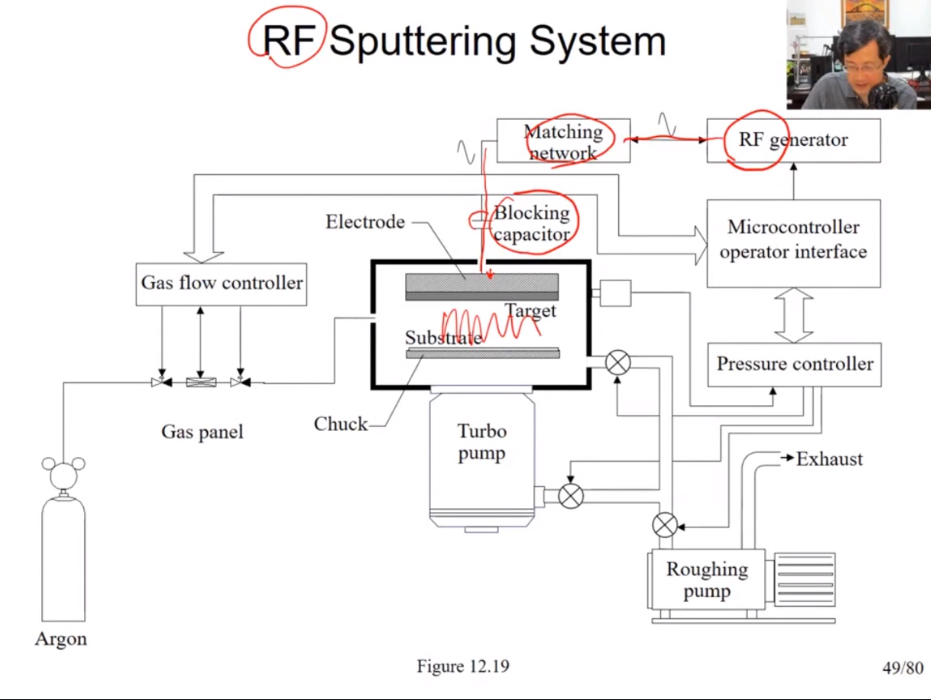 RF Sputtering System
Matching
network
RF generator
Blocking
capacitor
Electrode
Microcontroller
operator interface
Gas flow controller
Target
Substrate
Pressure controller
Chuck
Gas panel
Turbo
pump
Exhaust
Roughing
pump
Argon
Figure 12.19
49/80